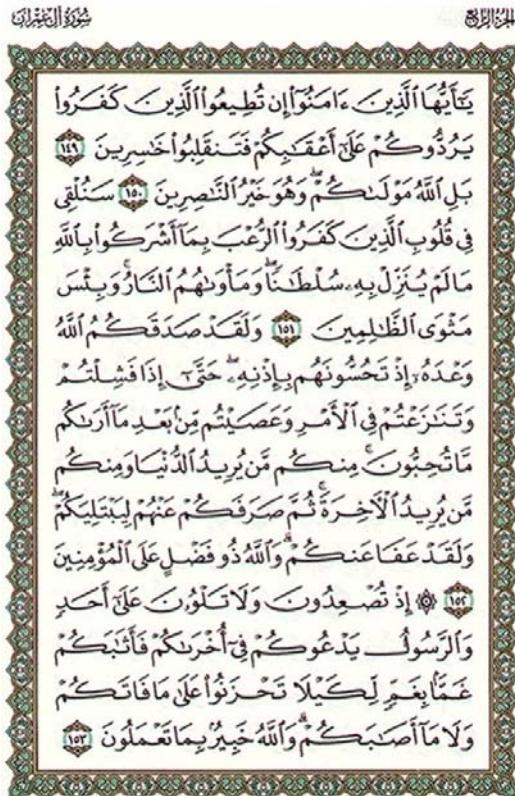 الجزء الرابع
سورة آل عمران
يَٰٓأَيُّهَا ٱلَّذِينَ ءَامَنُوٓا۟ إِن تُطِيعُوا۟ ٱلَّذِينَ كَفَرُوا۟
يَرُدُّوكُمْ عَلَىٰٓ أَعْقَٰبِكُمْ فَتَنقَلِبُوا۟ خَٰسِرِينَ ١٤٩
بَلِ ٱللَّهُ مَوْلَىٰكُمْ ۖ وَهُوَ خَيْرُ ٱلنَّٰصِرِينَ ١٥٠ سَنُلْقِى
فِى قُلُوبِ ٱلَّذِينَ كَفَرُوا۟ ٱلرُّعْبَ بِمَآ أَشْرَكُوا۟ بِٱللَّهِ
مَا لَمْ يُنَزِّلْ بِهِۦ سُلْطَٰنًا ۖ وَمَأْوَىٰهُمُ ٱلنَّارُ ۚ وَبِئْسَ
مَثْوَى ٱلظَّٰلِمِينَ ١٥١ وَلَقَدْ صَدَقَكُمُ ٱللَّهُ
وَعْدَهُۥٓ إِذْ تَحُسُّونَهُم بِإِذْنِهِۦ ۖ حَتَّىٰٓ إِذَا فَشِلْتُمْ
وَتَنَٰزَعْتُمْ فِى ٱلْأَمْرِ وَعَصَيْتُم مِّنۢ بَعْدِ مَآ أَرَىٰكُم
مَّا تُحِبُّونَ ۚ مِنكُم مَّن يُرِيدُ ٱلدُّنْيَا وَمِنكُم
مَّن يُرِيدُ ٱلْءَاخِرَةَ ۚ ثُمَّ صَرَفَكُمْ عَنْهُمْ لِيَبْتَلِيَكُمْ ۖ
وَلَقَدْ عَفَا عَنكُمْ ۗ وَٱللَّهُ ذُو فَضْلٍ عَلَى ٱلْمُؤْمِنِينَ
١٥٢ ۞ إِذْ تُصْعِدُونَ وَلَا تَلْوُۥنَ عَلَىٰٓ أَحَدٍ
وَٱلرَّسُولُ يَدْعُوكُمْ فِىٓ أُخْرَىٰكُمْ فَأَثَٰبَكُمْ
غَمًّۢا بِغَمٍّ لِّكَيْلَا تَحْزَنُوا۟ عَلَىٰ مَا فَاتَكُمْ
وَلَا مَآ أَصَٰبَكُمْ ۗ وَٱللَّهُ خَبِيرٌۢ بِمَا تَعْمَلُونَ ١٥٣